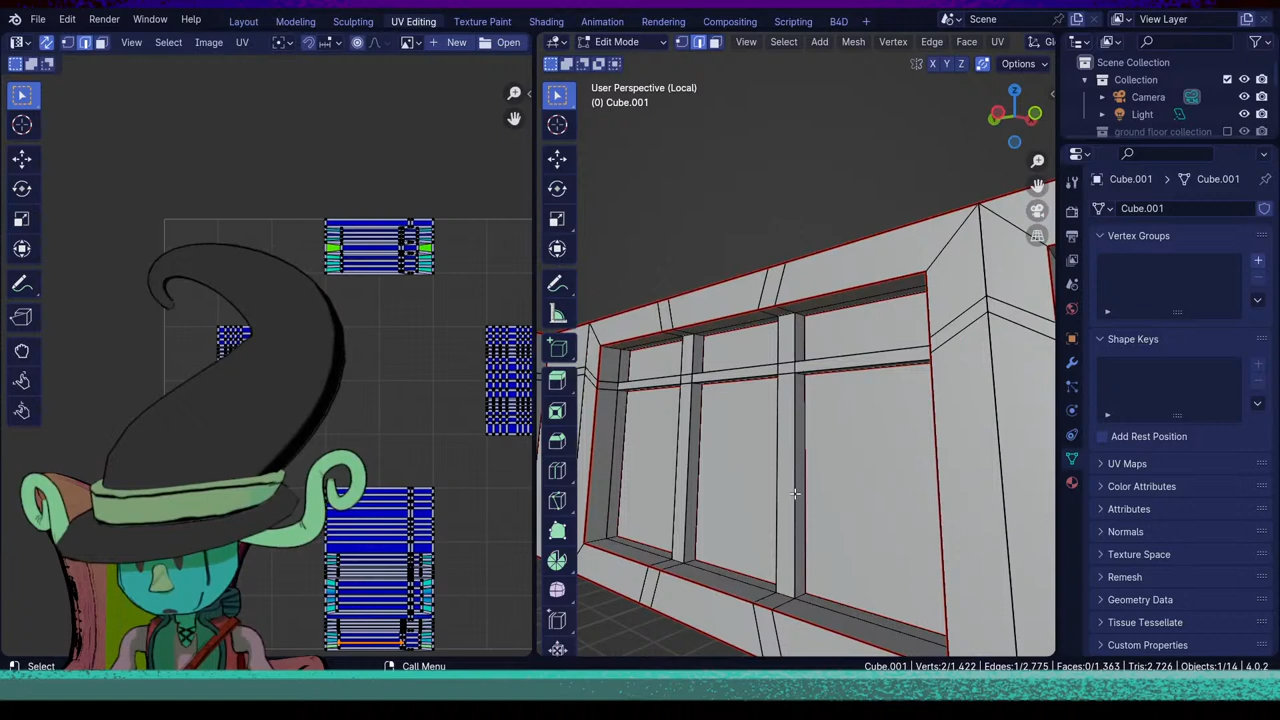 File Edit Render Window Help Layout Modeling Sculpting UV Editing Texture Paint Shading Animation Rendering Compositing Scripting B4D + Scene View Layer
View Select Image UV New Open Edit Mode View Select Add Mesh Vertex Edge Face UV
X Y Z Options
Scene Collection
Collection
Camera
Light
ground floor collection
User Perspective (Local)
(0) Cube.001
Z
Cube.001 Cube.001
Cube.001
Vertex Groups
Shape Keys
Add Rest Position
UV Maps
Color Attributes
Attributes
Normals
Texture Space
Remesh
Geometry Data
Texture Tessellate
Custom Properties
Select Call Menu Cube.001 | Verts:2/1,422 | Edges:1/2,775 | Faces:0/1,363 | Tris:2,726 | Objects:1/14 | 4.0.2